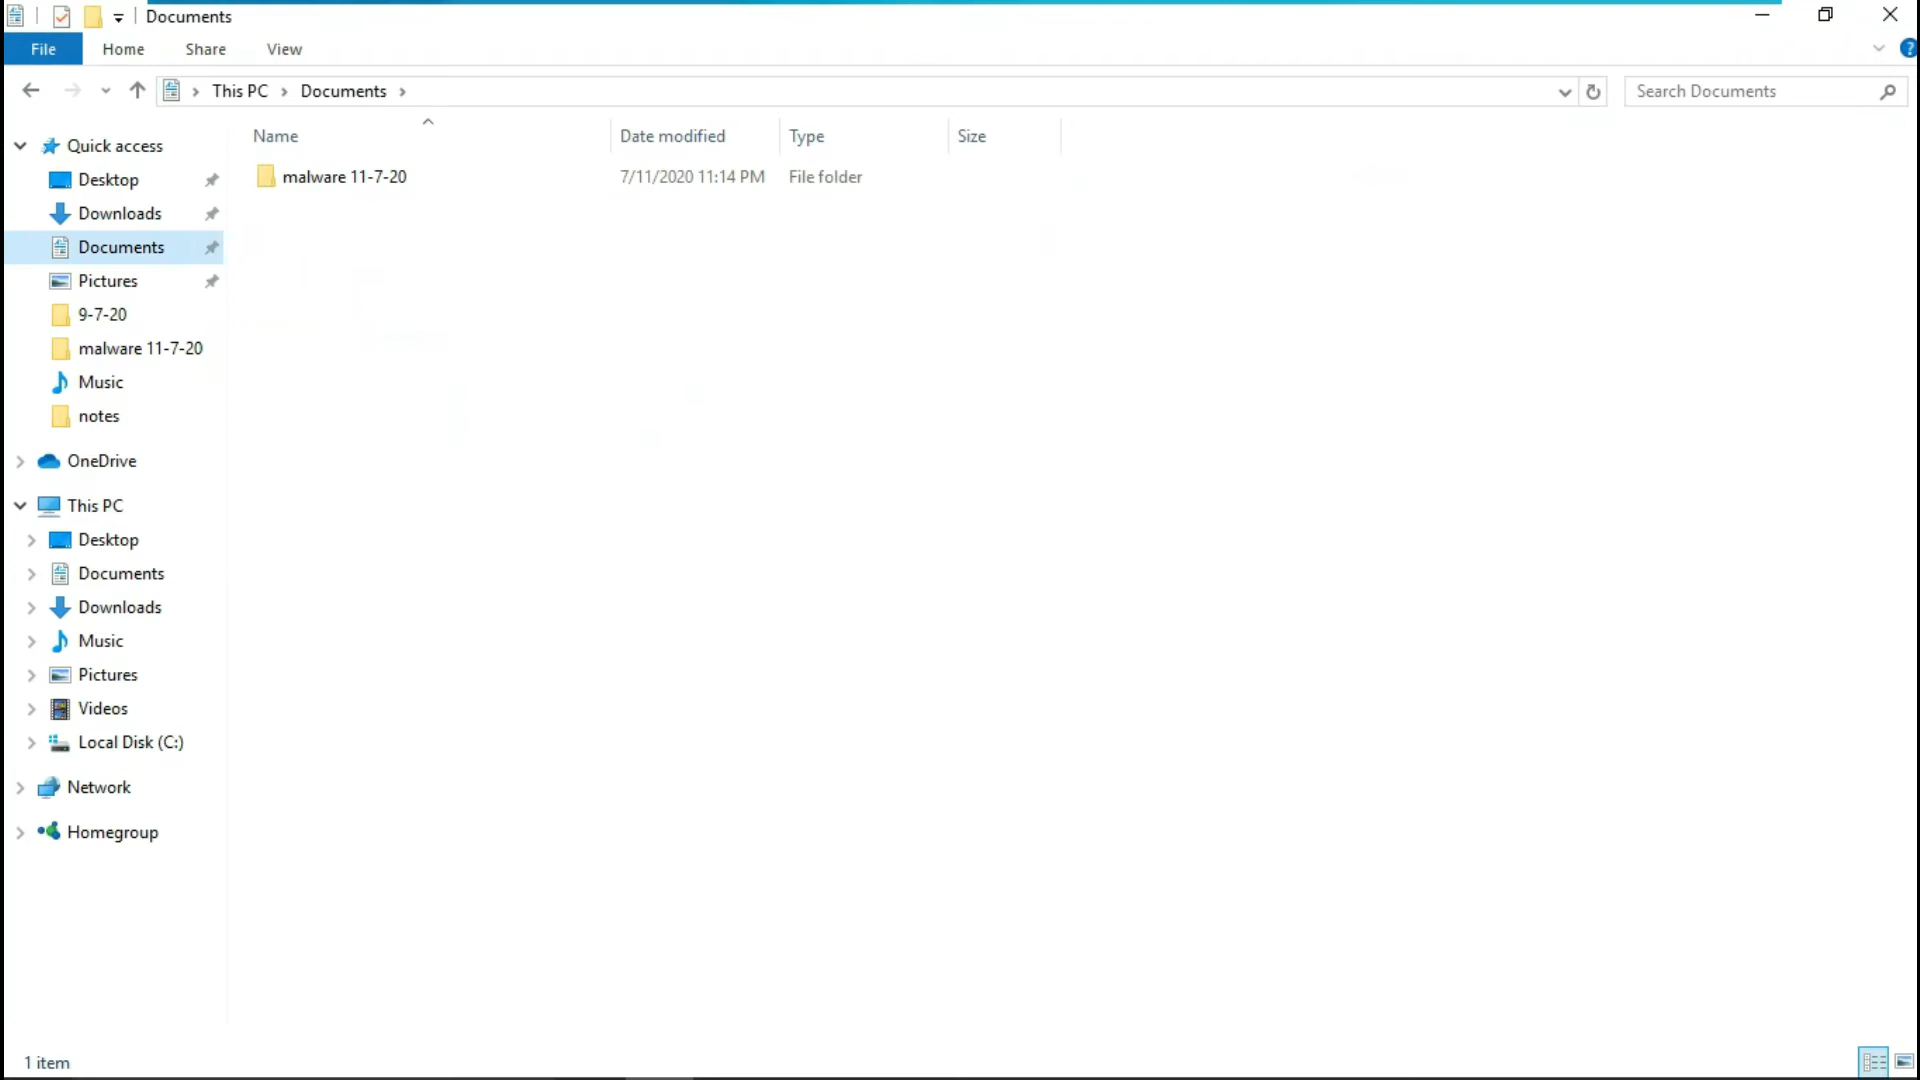 Documents
File Home Share View
This PC Documents
Search Documents
Name Date modified Type Size
malware 11-7-20 7/11/2020 11:14 PM File folder
Quick access
Desktop
Downloads
Documents
Pictures
9-7-20
malware 11-7-20
Music
notes
OneDrive
This PC
Desktop
Documents
Downloads
Music
Pictures
Videos
Local Disk (C:)
Network
Homegroup
1 item